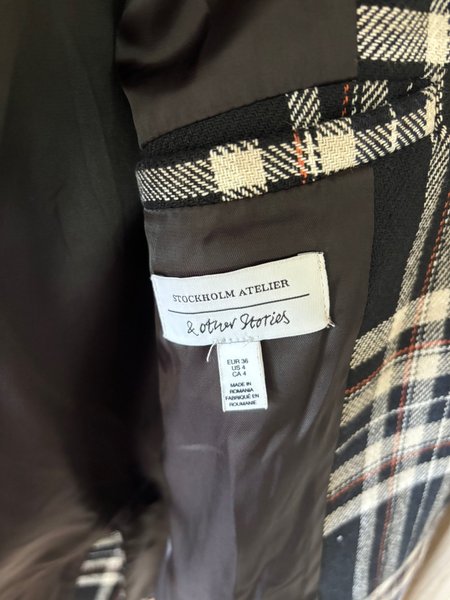 STOCKHOLM ATELIER
& other Stories
EUR 36
US 4
CA 4
MADE IN
ROMANIA
FABRIQUÉ EN
ROUMANIE